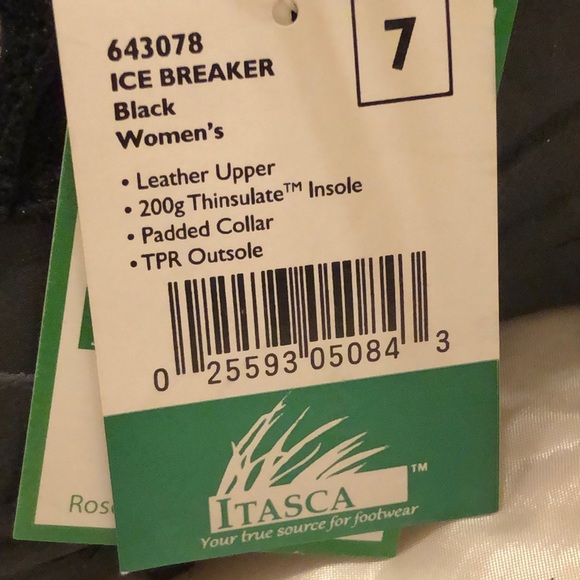 643078
7
ICE BREAKER
Black
Women's
• Leather Upper
• 200g Thinsulate™ Insole
• Padded Collar
• TPR Outsole
0 25593 05084 3
ITASCA™
Your true source for footwear